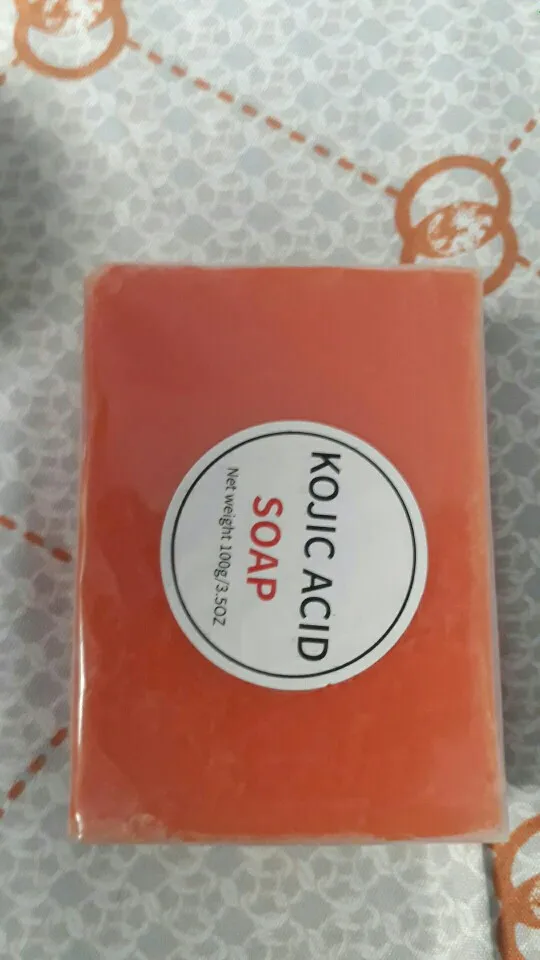 KOJIC ACID
SOAP
Net weight 100g/3.5OZ